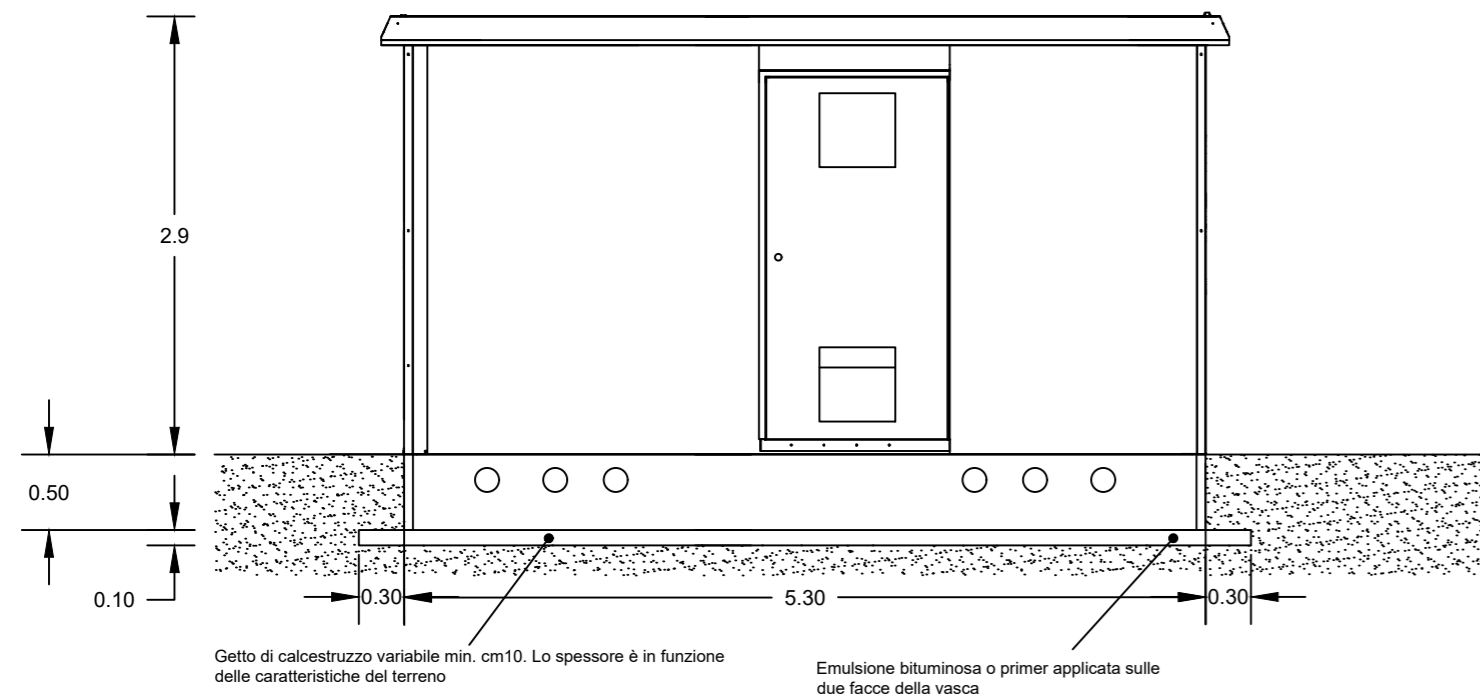 2.9
0.50
0.10
0.30
5.30
0.30
Getto di calcestruzzo variabile min. cm10. Lo spessore è in funzione
delle caratteristiche del terreno
Emulsione bituminosa o primer applicata sulle
due facce della vasca